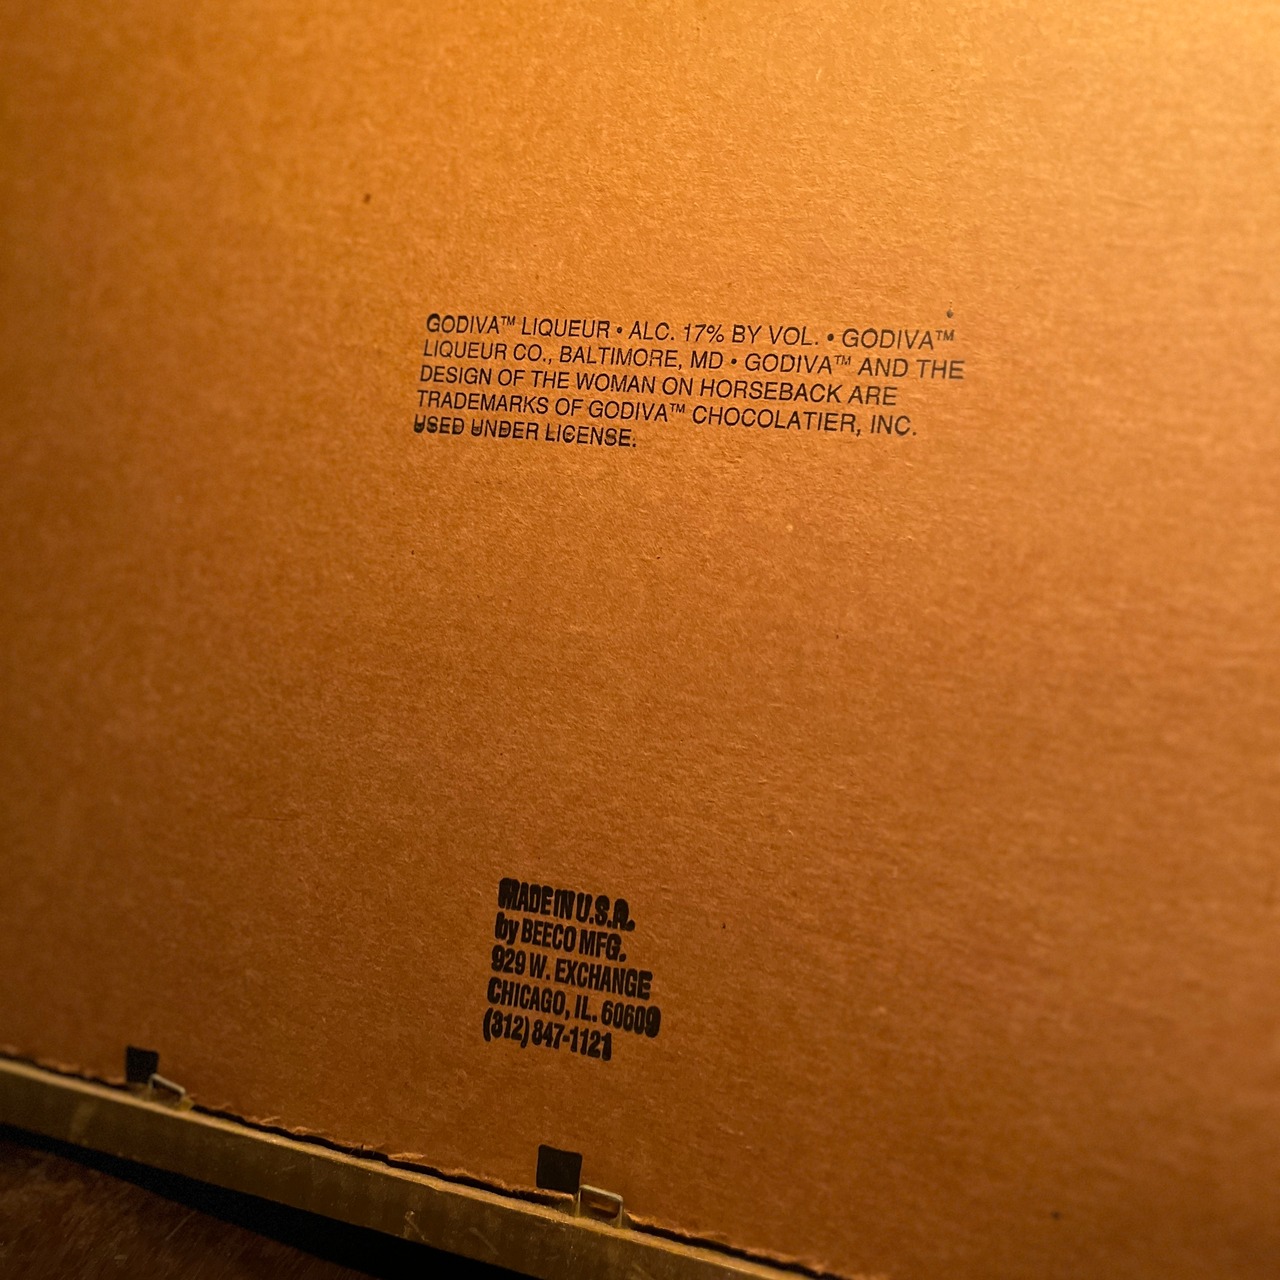 GODIVA™ LIQUEUR • ALC. 17% BY VOL. • GODIVA™
LIQUEUR CO., BALTIMORE, MD • GODIVA™ AND THE
DESIGN OF THE WOMAN ON HORSEBACK ARE
TRADEMARKS OF GODIVA™ CHOCOLATIER, INC.
USED UNDER LICENSE.
MADE IN U.S.A.
by BEECO MFG.
929 W. EXCHANGE
CHICAGO, IL. 60609
(312) 847-1121